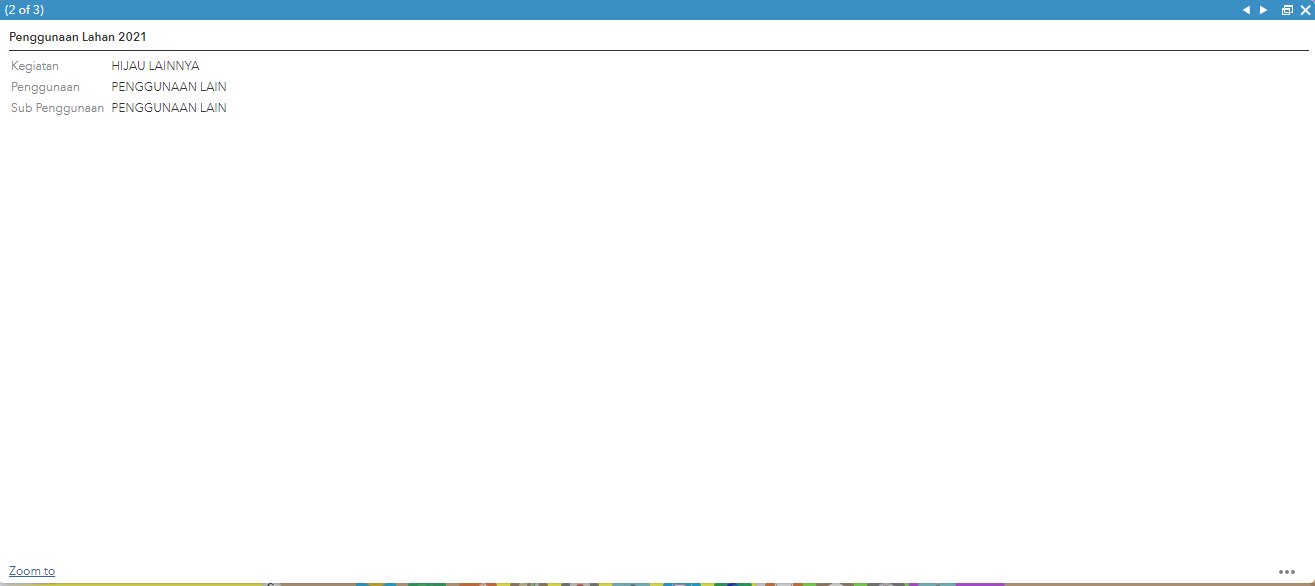 (2 of 3)
Penggunaan Lahan 2021
Kegiatan HIJAU LAINNYA
Penggunaan PENGGUNAAN LAIN
Sub Penggunaan PENGGUNAAN LAIN
Zoom to